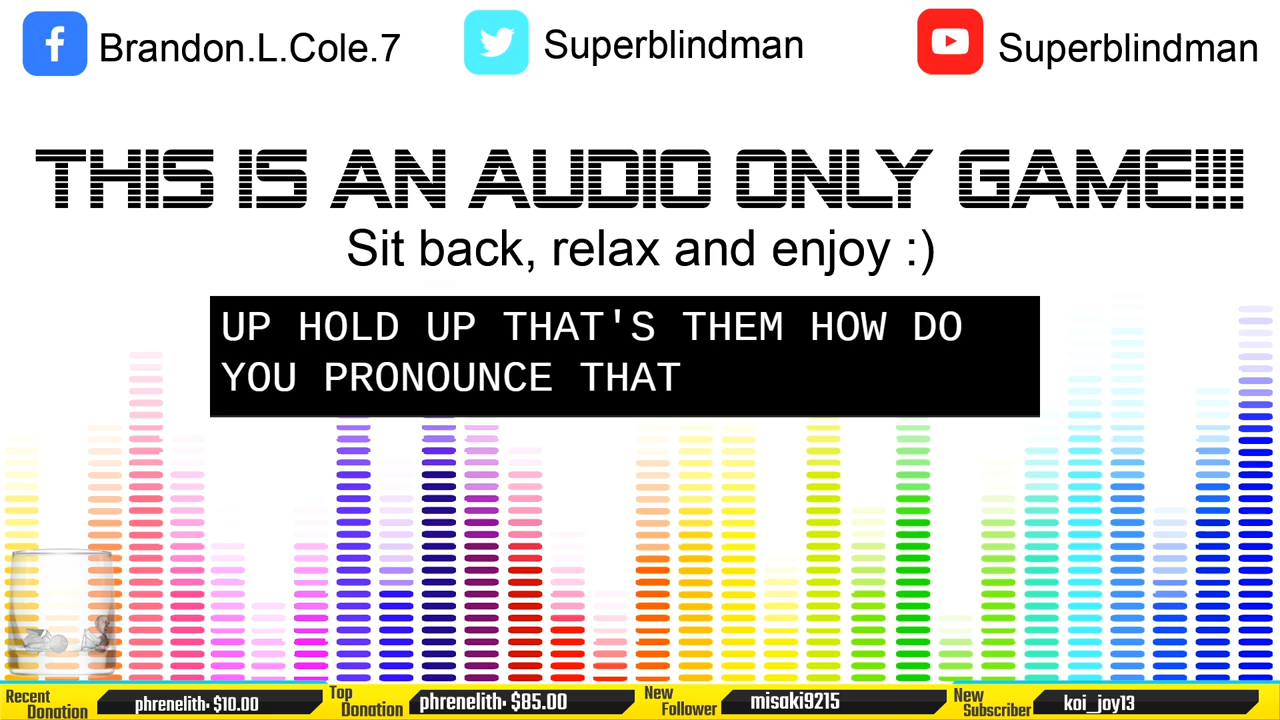 Brandon.L.Cole.7
Superblindman
Superblindman
THIS IS AN AUDIO ONLY GAME!!!
Sit back, relax and enjoy :)
UP HOLD UP THAT'S THEM HOW DO
YOU PRONOUNCE THAT
Recent Donation
phrenelith: $10.00
Top Donation
phrenelith: $85.00
New Follower
misaki9215
New Subscriber
koi_joy13